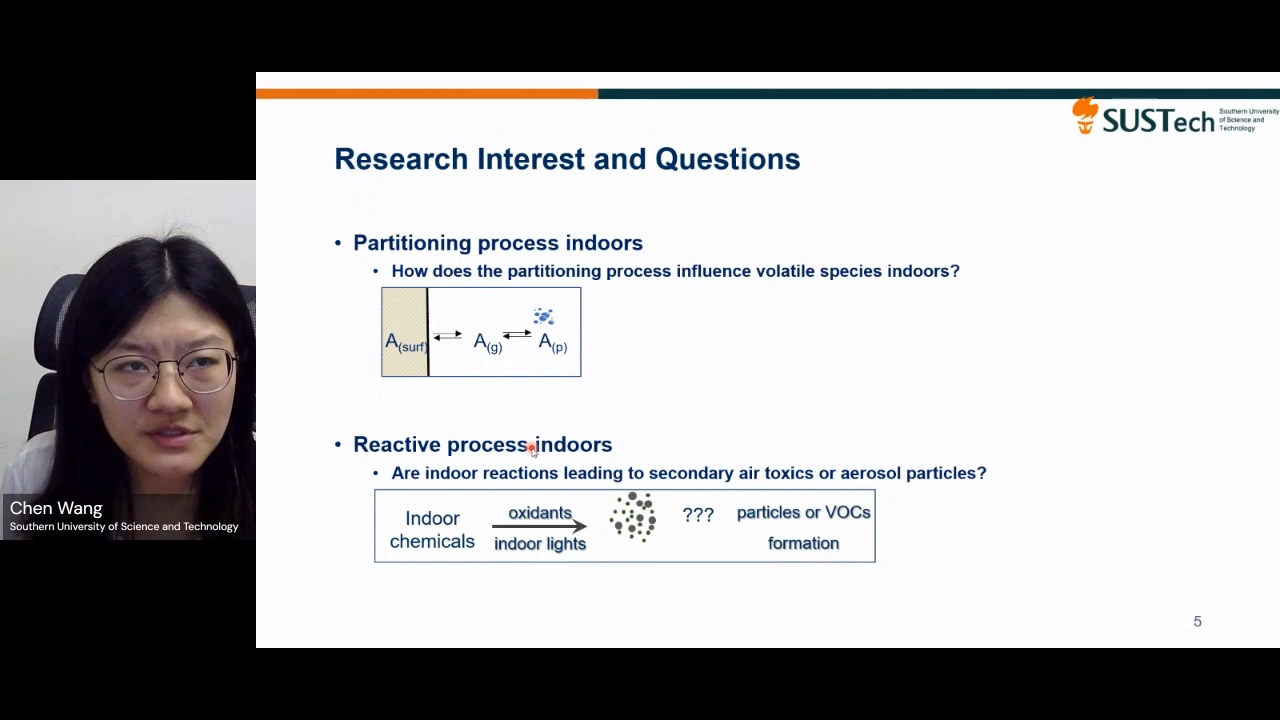 SUSTech
Southern University
of Science and
Technology
Research Interest and Questions
• Partitioning process indoors
• How does the partitioning process influence volatile species indoors?
A(surf) A(g) A(p)
• Reactive process indoors
• Are indoor reactions leading to secondary air toxics or aerosol particles?
Indoor
chemicals
oxidants
indoor lights
???
particles or VOCs
formation
5
Chen Wang
Southern University of Science and Technology